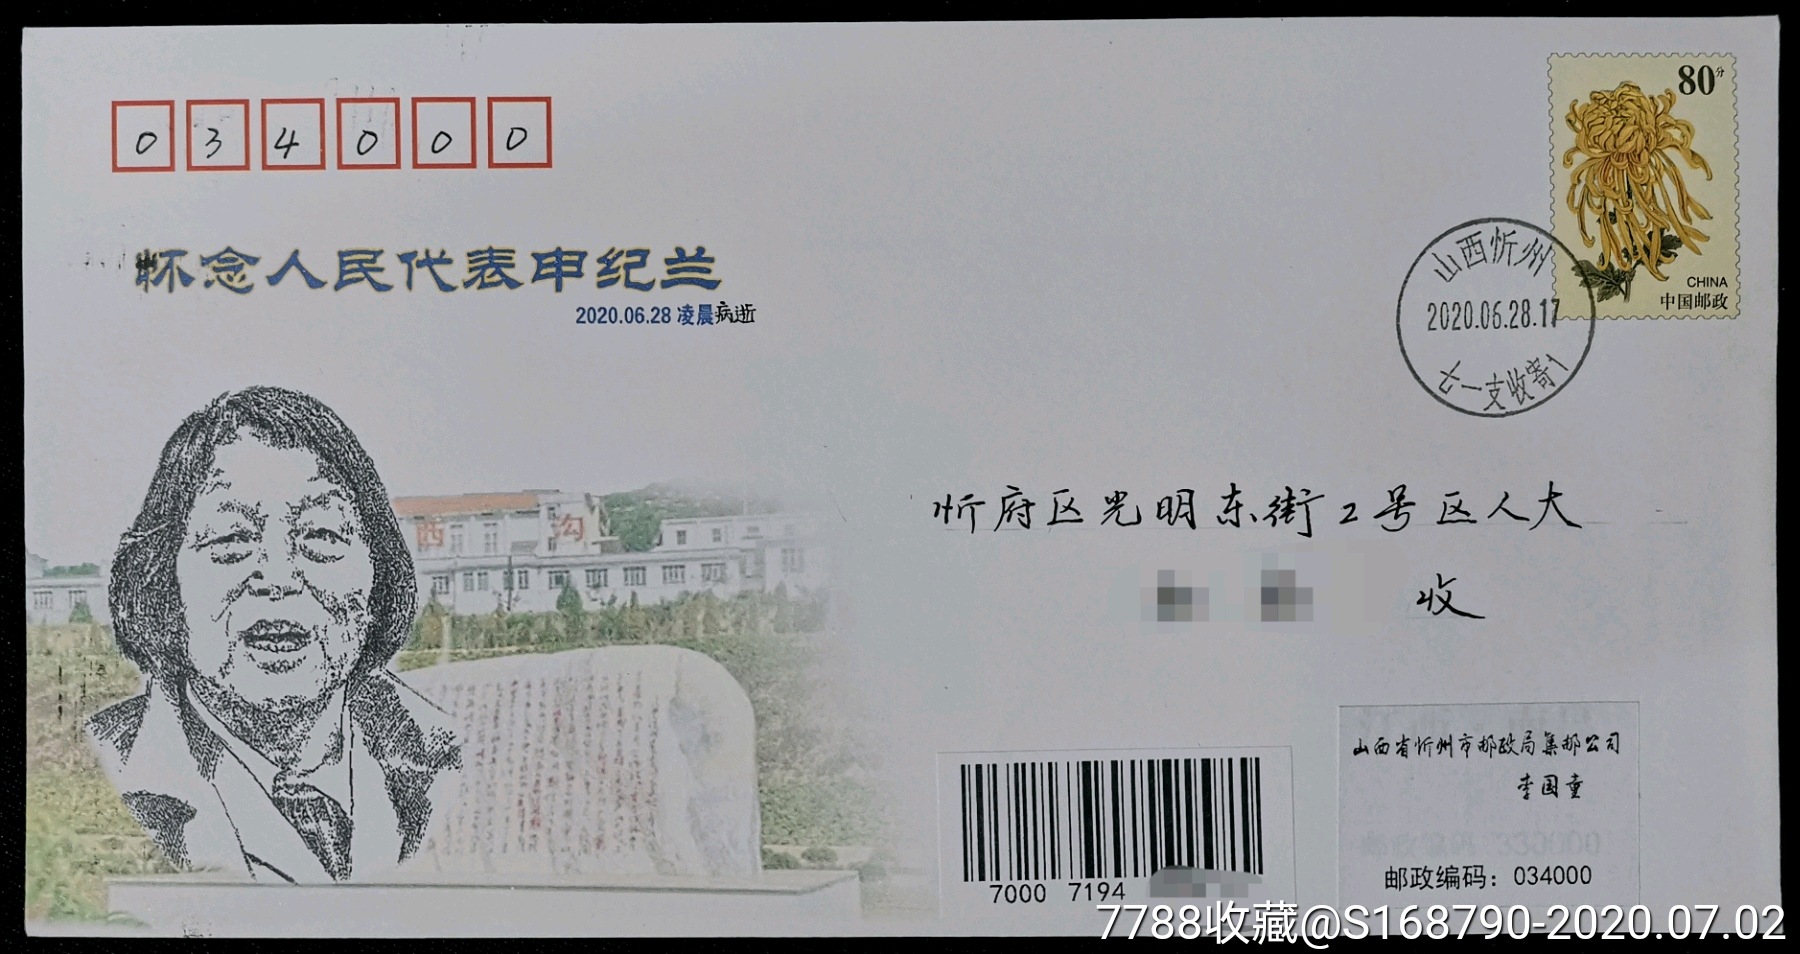 034000
怀念人民代表申纪兰
2020.06.28 凌晨病逝
80分
CHINA
中国邮政
山西忻州
2020.06.28.17
七一支收寄1
西沟
忻府区光明东街2号区人大
收
山西省忻州市邮政局集邮公司
李国童
邮政编码：034000
7000 7194
7788收藏@S168790-2020.07.02